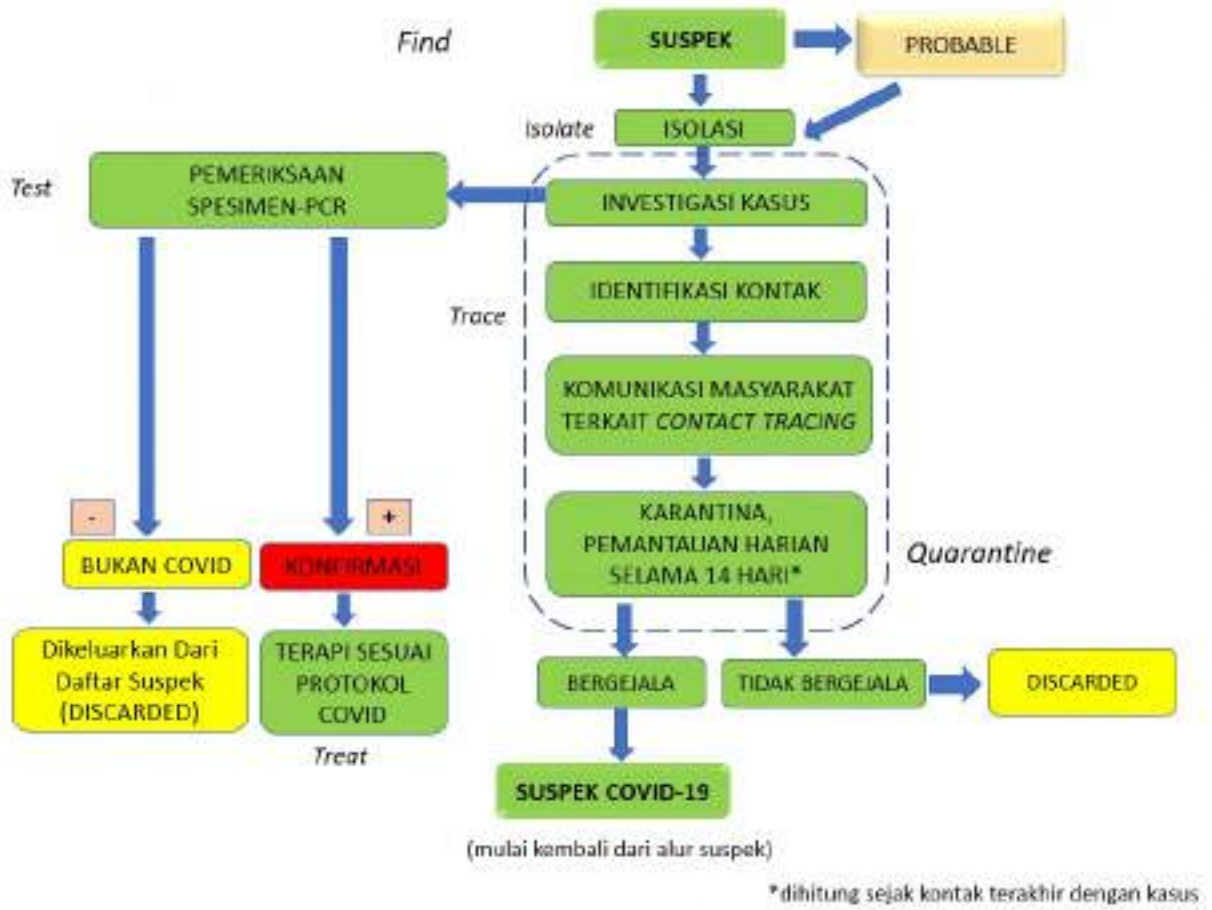 Find
SUSPEK
PROBABLE
Isolate
ISOLASI
Test
PEMERIKSAAN
SPESIMEN-PCR
INVESTIGASI KASUS
IDENTIFIKASI KONTAK
Trace
KOMUNIKASI MASYARAKAT
TERKAIT CONTACT TRACING
KARANTINA,
PEMANTAUAN HARIAN
SELAMA 14 HARI*
Quarantine
-
+
BUKAN COVID
KONFIRMASI
Dikeluarkan Dari
Daftar Suspek
(DISCARDED)
TERAPI SESUAI
PROTOKOL
COVID
Treat
BERGEJALA
TIDAK BERGEJALA
DISCARDED
SUSPEK COVID-19
(mulai kembali dari alur suspek)
*dihitung sejak kontak terakhir dengan kasus